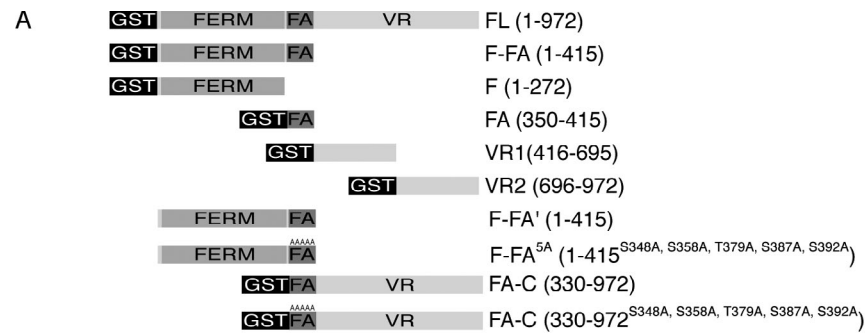 A
GST FERM FA VR FL (1-972)
GST FERM FA F-FA (1-415)
GST FERM F (1-272)
GST FA FA (350-415)
GST VR1(416-695)
GST VR2 (696-972)
FERM FA F-FA' (1-415)
AAAAA
FERM FA F-FA5A (1-415S348A, S358A, T379A, S387A, S392A)
GST FA VR FA-C (330-972)
AAAAA
GST FA VR FA-C (330-972S348A, S358A, T379A, S387A, S392A)